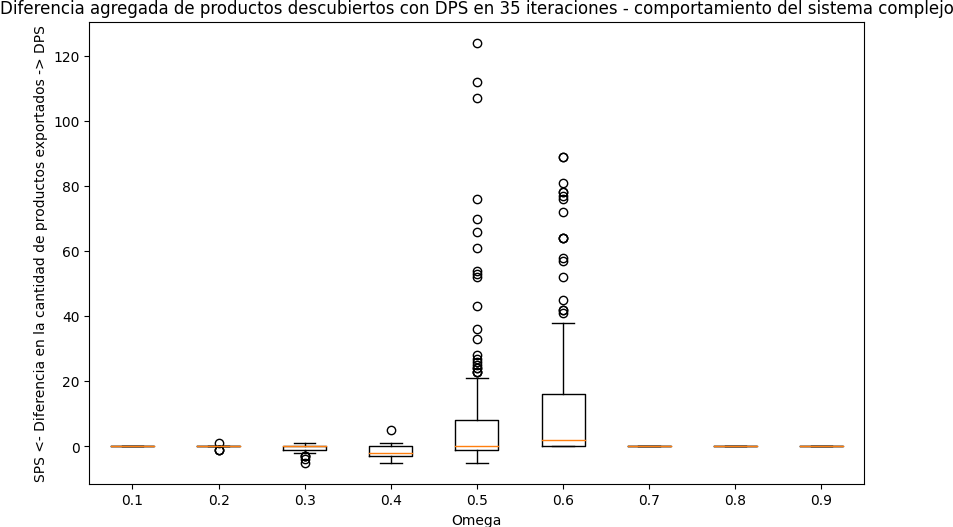 Diferencia agregada de productos descubiertos con DPS en 35 iteraciones - comportamiento del sistema complejo
SPS <- Diferencia en la cantidad de productos exportados -> DPS
120
100
80
60
40
20
0
0.1 0.2 0.3 0.4 0.5 0.6 0.7 0.8 0.9
Omega